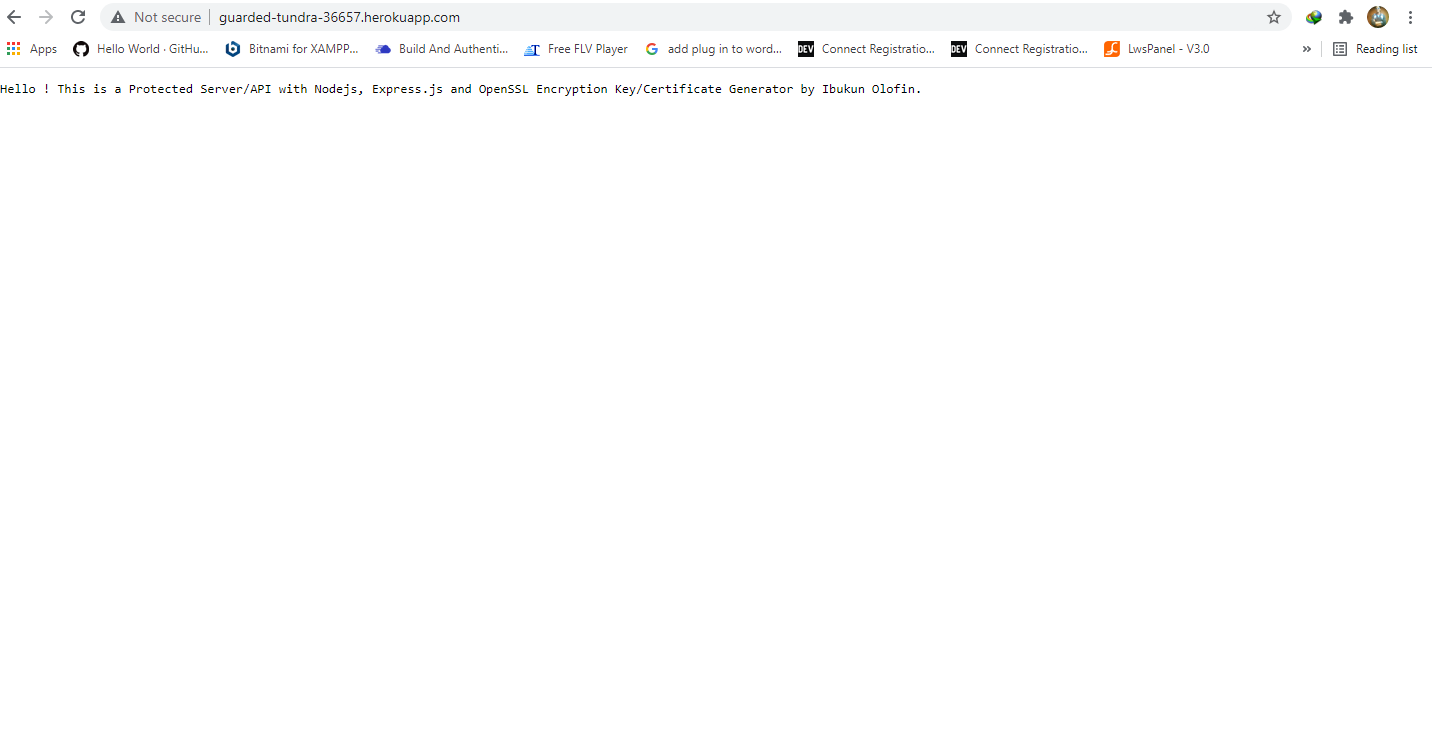 Not secure guarded-tundra-36657.herokuapp.com
Apps Hello World · GitHu... Bitnami for XAMPP... Build And Authenti... Free FLV Player add plug in to word... DEV Connect Registratio... DEV Connect Registratio... LwsPanel - V3.0 » Reading list
Hello ! This is a Protected Server/API with Nodejs, Express.js and OpenSSL Encryption Key/Certificate Generator by Ibukun Olofin.